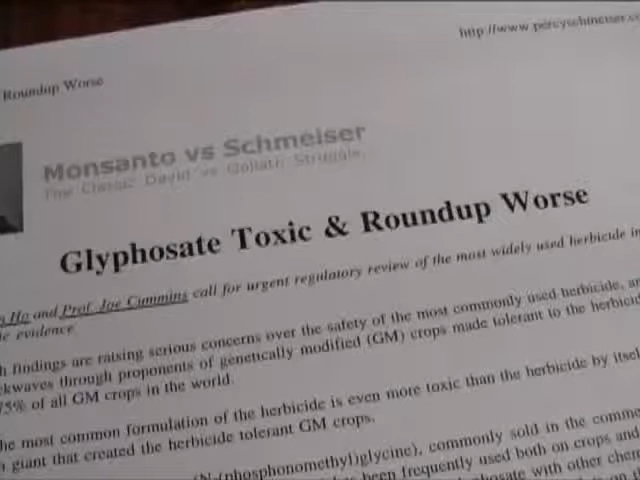 http://www.percyschmeiser.co
Roundup Worse
Monsanto vs Schmeiser
The Classic David vs Goliath Struggle.
Glyphosate Toxic & Roundup Worse
Ho and Prof. Joe Cummins call for urgent regulatory review of the most widely used herbicide in
evidence
findings are raising serious concerns over the safety of the most commonly used herbicide,
through proponents of genetically modified (GM) crops made tolerant to the herbicid
75% of all GM crops in the world.
he most common formulation of the herbicide is even more toxic than the herbicide by itsel
giant that created the herbicide tolerant GM crops.
(N-(phosphonomethyl)glycine), commonly sold in the comme
been frequently used both on crops and
with other chem